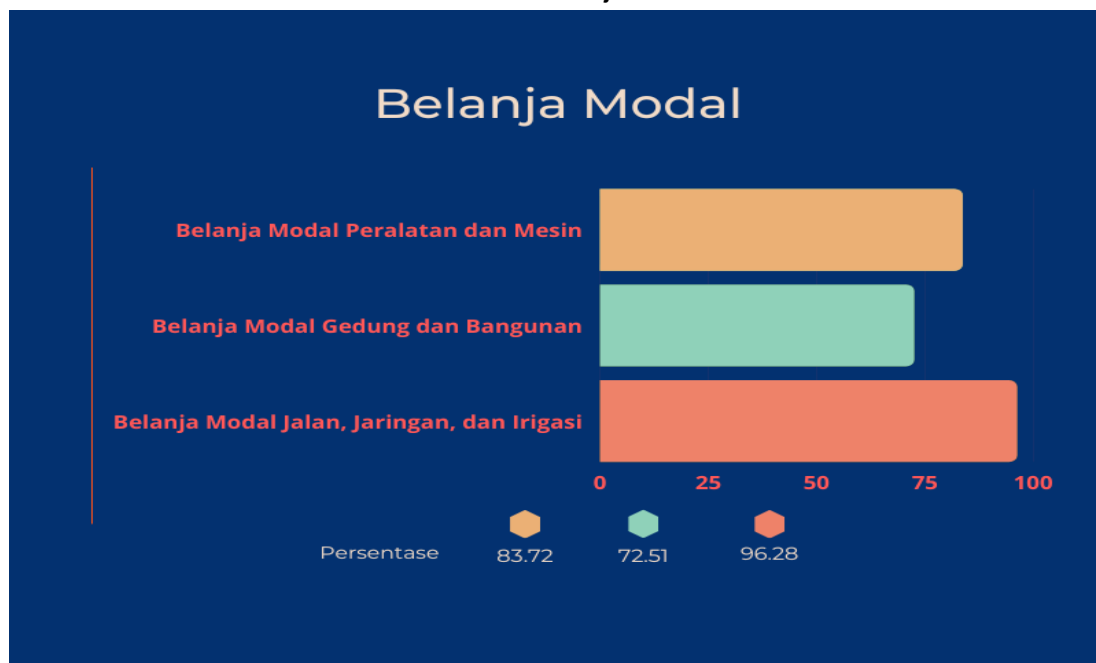 Belanja Modal
Belanja Modal Peralatan dan Mesin
Belanja Modal Gedung dan Bangunan
Belanja Modal Jalan, Jaringan, dan Irigasi
0 25 50 75 100
Persentase 83.72 72.51 96.28